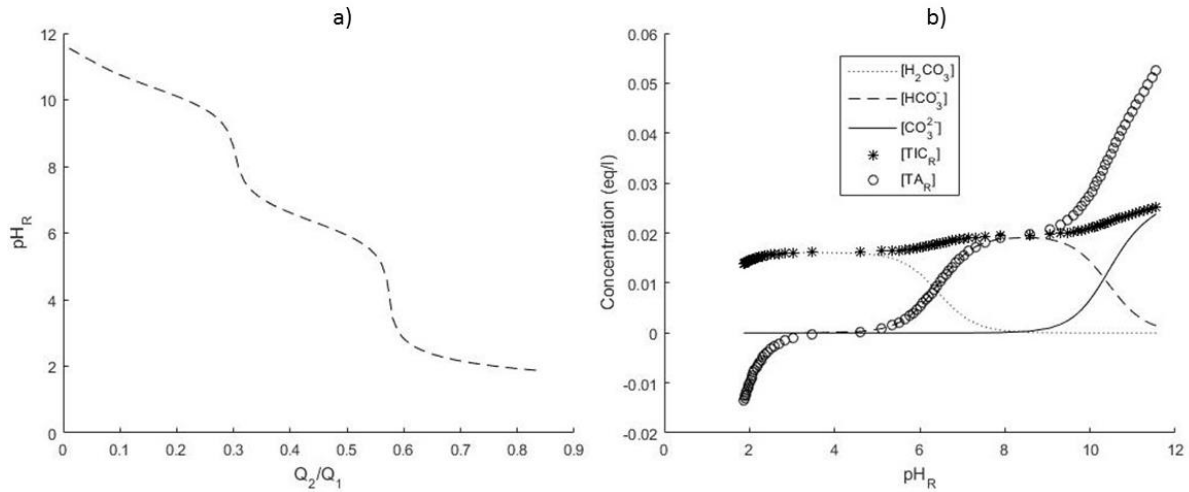 a)
12
10
8
6
4
2
0
pH_R
0 0.1 0.2 0.3 0.4 0.5 0.6 0.7 0.8 0.9
Q_2/Q_1
b)
0.06
0.05
0.04
0.03
0.02
0.01
0
-0.01
-0.02
Concentration (eq/l)
[H_2CO_3]
[HCO_3^-]
[CO_3^2-]
[TIC_R]
[TA_R]
0 2 4 6 8 10 12
pH_R